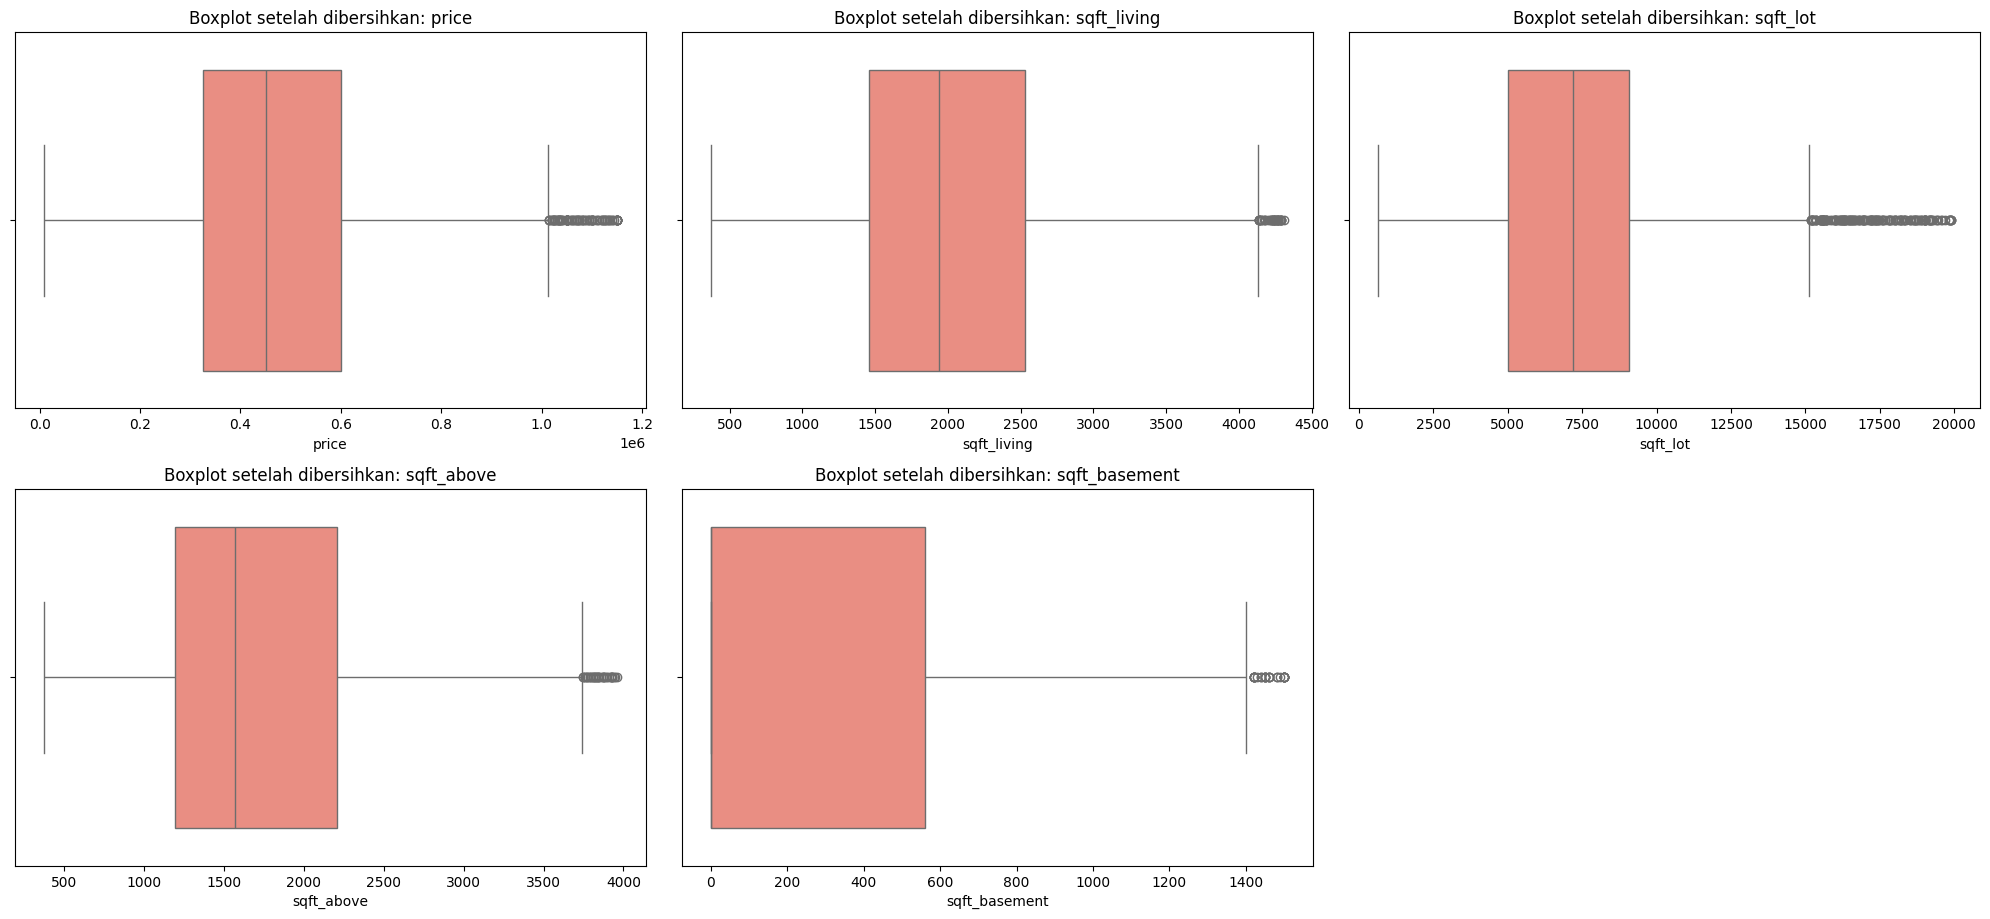 Boxplot setelah dibersihkan: price
0.0 0.2 0.4 0.6 0.8 1.0 1.2
1e6
price
Boxplot setelah dibersihkan: sqft_living
500 1000 1500 2000 2500 3000 3500 4000 4500
sqft_living
Boxplot setelah dibersihkan: sqft_lot
0 2500 5000 7500 10000 12500 15000 17500 20000
sqft_lot
Boxplot setelah dibersihkan: sqft_above
500 1000 1500 2000 2500 3000 3500 4000
sqft_above
Boxplot setelah dibersihkan: sqft_basement
0 200 400 600 800 1000 1200 1400
sqft_basement